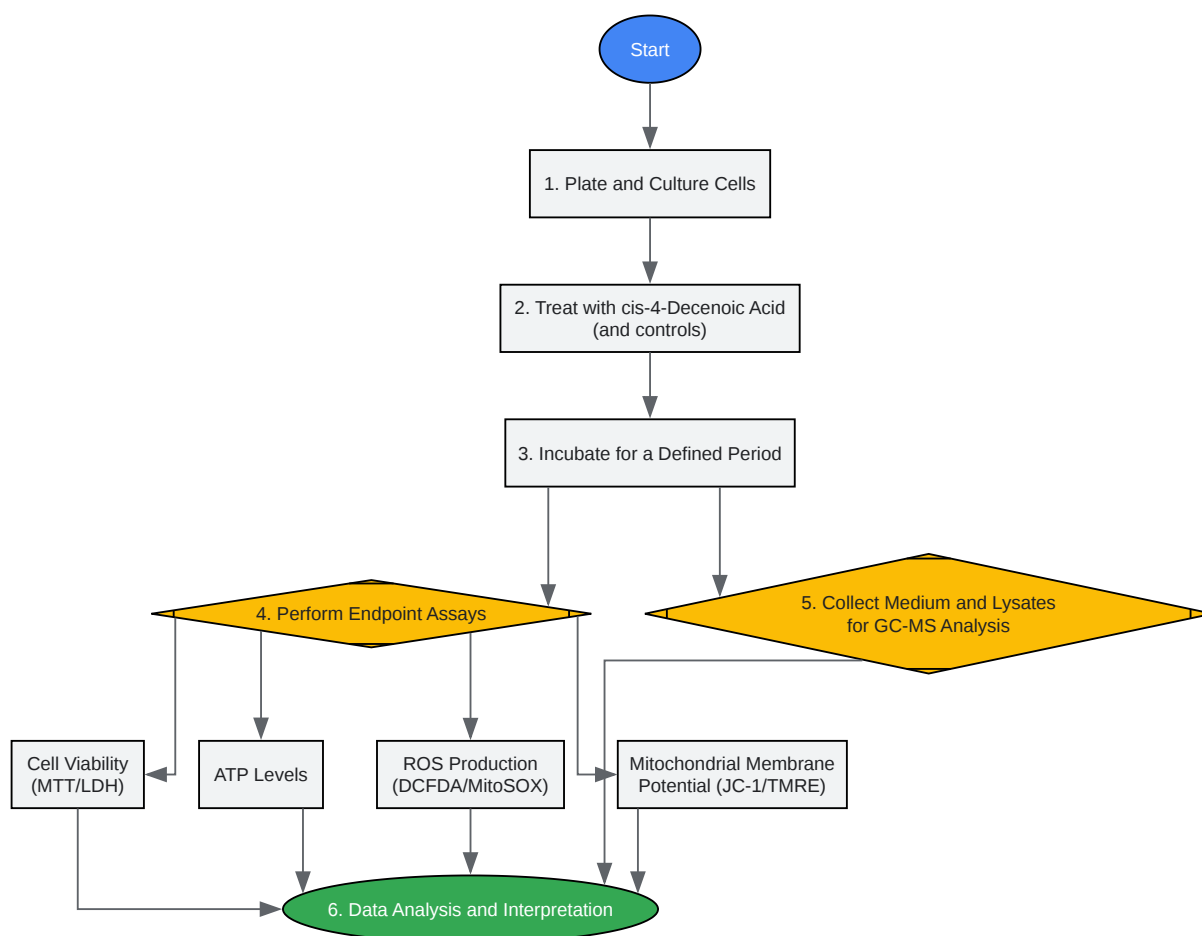 Start
1. Plate and Culture Cells
2. Treat with cis-4-Decenoic Acid
(and controls)
3. Incubate for a Defined Period
4. Perform Endpoint Assays
5. Collect Medium and Lysates
for GC-MS Analysis
Cell Viability
(MTT/LDH)
ATP Levels
ROS Production
(DCFDA/MitoSOX)
Mitochondrial Membrane
Potential (JC-1/TMRE)
6. Data Analysis and Interpretation